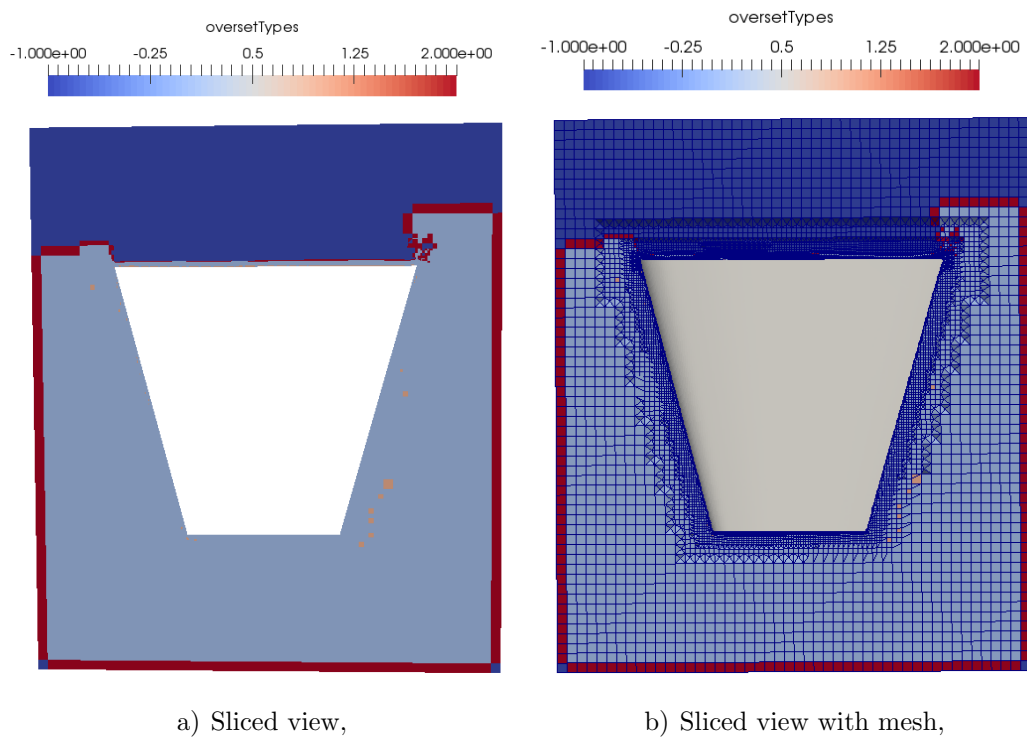 oversetTypes
-1.000e+00 -0.25 0.5 1.25 2.000e+00
oversetTypes
-1.000e+00 -0.25 0.5 1.25 2.000e+00
a) Sliced view,
b) Sliced view with mesh,